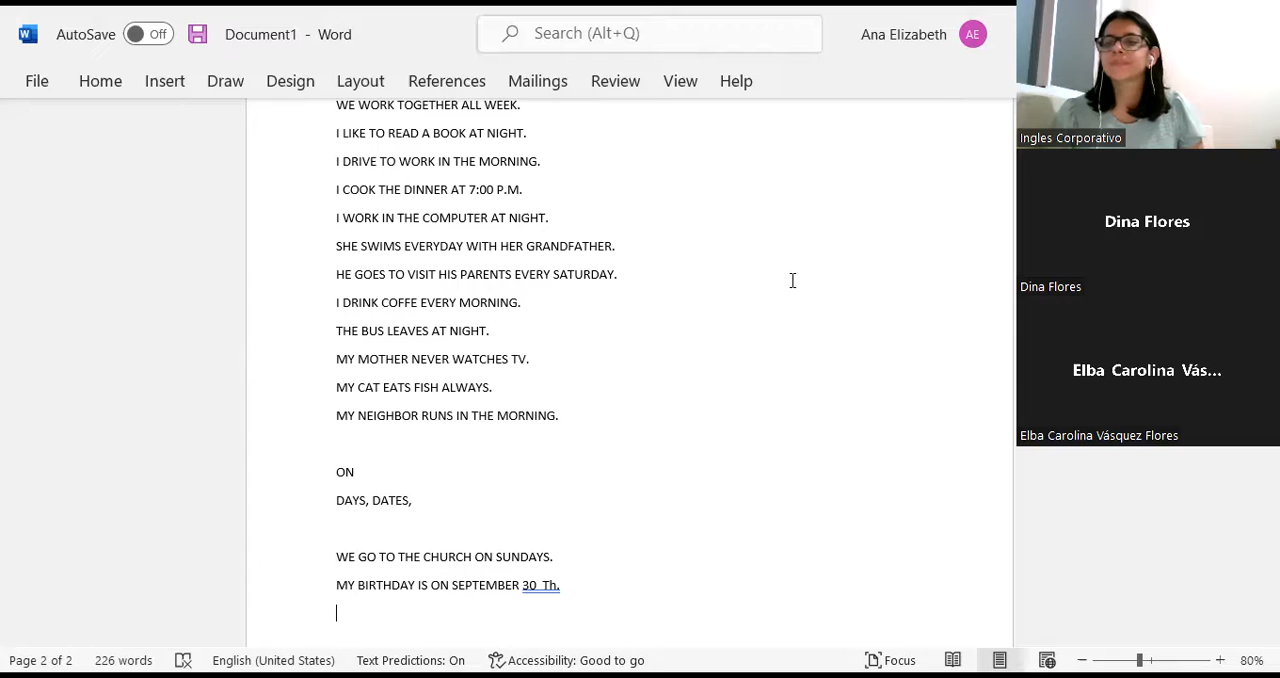 AutoSave Off Document1 - Word Search (Alt+Q) Ana Elizabeth AE
File Home Insert Draw Design Layout References Mailings Review View Help
WE WORK TOGETHER ALL WEEK.
I LIKE TO READ A BOOK AT NIGHT.
I DRIVE TO WORK IN THE MORNING.
I COOK THE DINNER AT 7:00 P.M.
I WORK IN THE COMPUTER AT NIGHT.
SHE SWIMS EVERYDAY WITH HER GRANDFATHER.
HE GOES TO VISIT HIS PARENTS EVERY SATURDAY.
I DRINK COFFE EVERY MORNING.
THE BUS LEAVES AT NIGHT.
MY MOTHER NEVER WATCHES TV.
MY CAT EATS FISH ALWAYS.
MY NEIGHBOR RUNS IN THE MORNING.
ON
DAYS, DATES,
WE GO TO THE CHURCH ON SUNDAYS.
MY BIRTHDAY IS ON SEPTEMBER 30 Th.
Ingles Corporativo
Dina Flores
Dina Flores
Elba Carolina Vás...
Elba Carolina Vásquez Flores
Page 2 of 2 226 words English (United States) Text Predictions: On Accessibility: Good to go Focus 80%